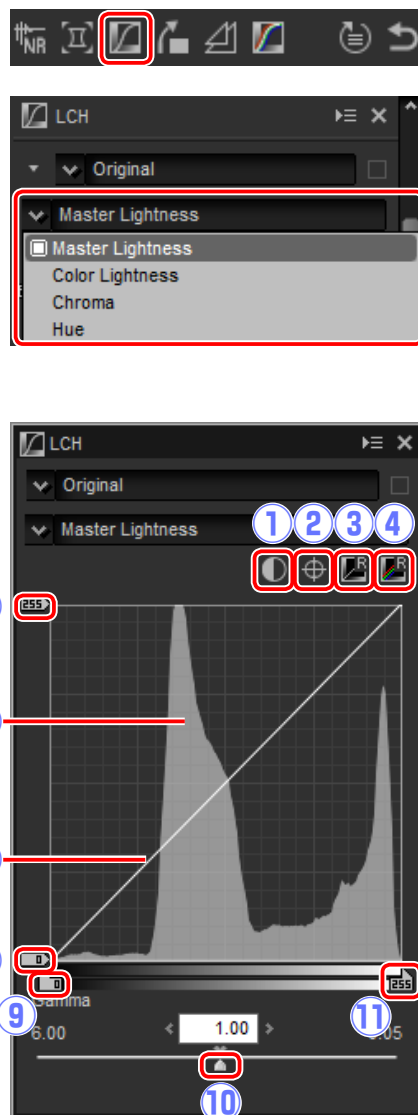 NR
LCH
Original
Master Lightness
Master Lightness
Color Lightness
Chroma
Hue
LCH
Original
Master Lightness
1 2 3 4
R R
255
0
0 255
9 Gamma 11
6.00 1.00 0.05
10